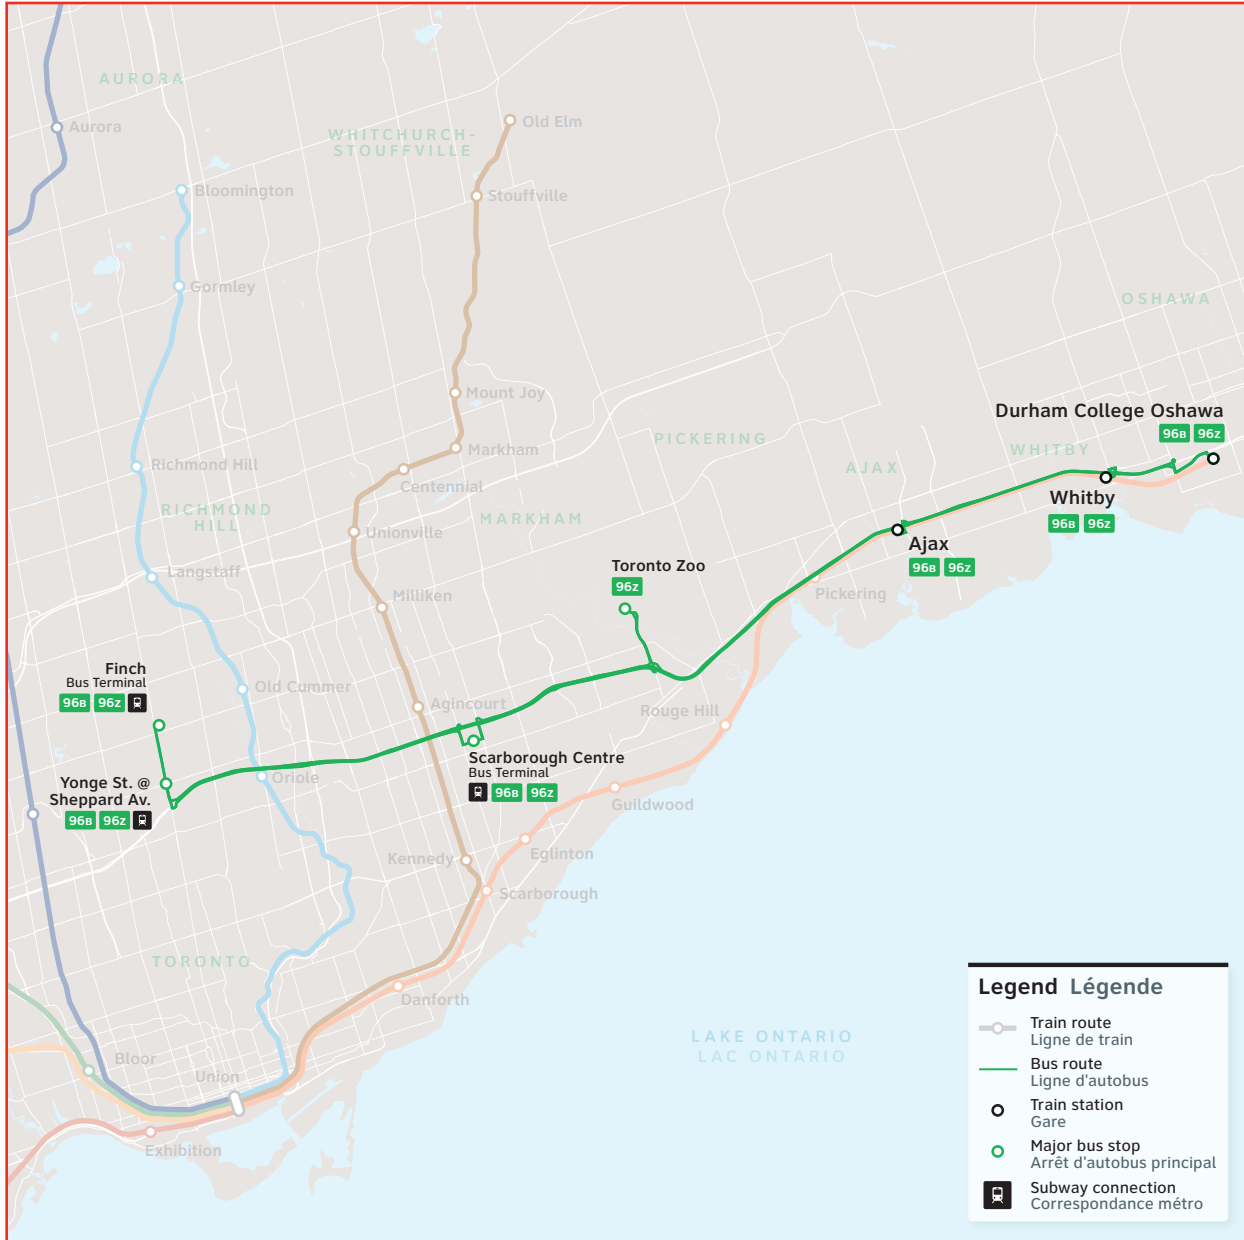 AURORA
Aurora
WHITCHURCH-
STOUFFVILLE
Old Elm
Bloomington
Stouffville
Gormley
OSHAWA
Mount Joy
Durham College Oshawa
96B 96Z
PICKERING
WHITBY
Markham
AJAX
Richmond Hill
Centennial
Whitby
96B 96Z
RICHMOND
HILL
MARKHAM
Unionville
Ajax
96B 96Z
Langstaff
Toronto Zoo
96Z
Milliken
Pickering
Finch
Bus Terminal
96B 96Z
Old Cummer
Agincourt
Rouge Hill
Scarborough Centre
Bus Terminal
96B 96Z
Yonge St. @
Sheppard Av.
96B 96Z
Oriole
Guildwood
Kennedy
Eglinton
Scarborough
TORONTO
Danforth
LAKE ONTARIO
LAC ONTARIO
Bloor
Union
Exhibition
Legend Légende
Train route
Ligne de train
Bus route
Ligne d'autobus
Train station
Gare
Major bus stop
Arrêt d'autobus principal
Subway connection
Correspondance métro